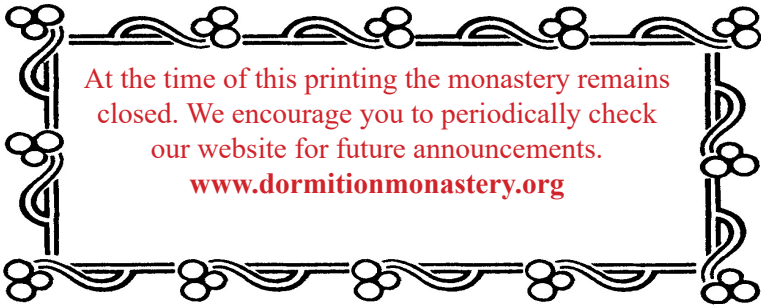 At the time of this printing the monastery remains
closed. We encourage you to periodically check
our website for future announcements.
www.dormitionmonastery.org